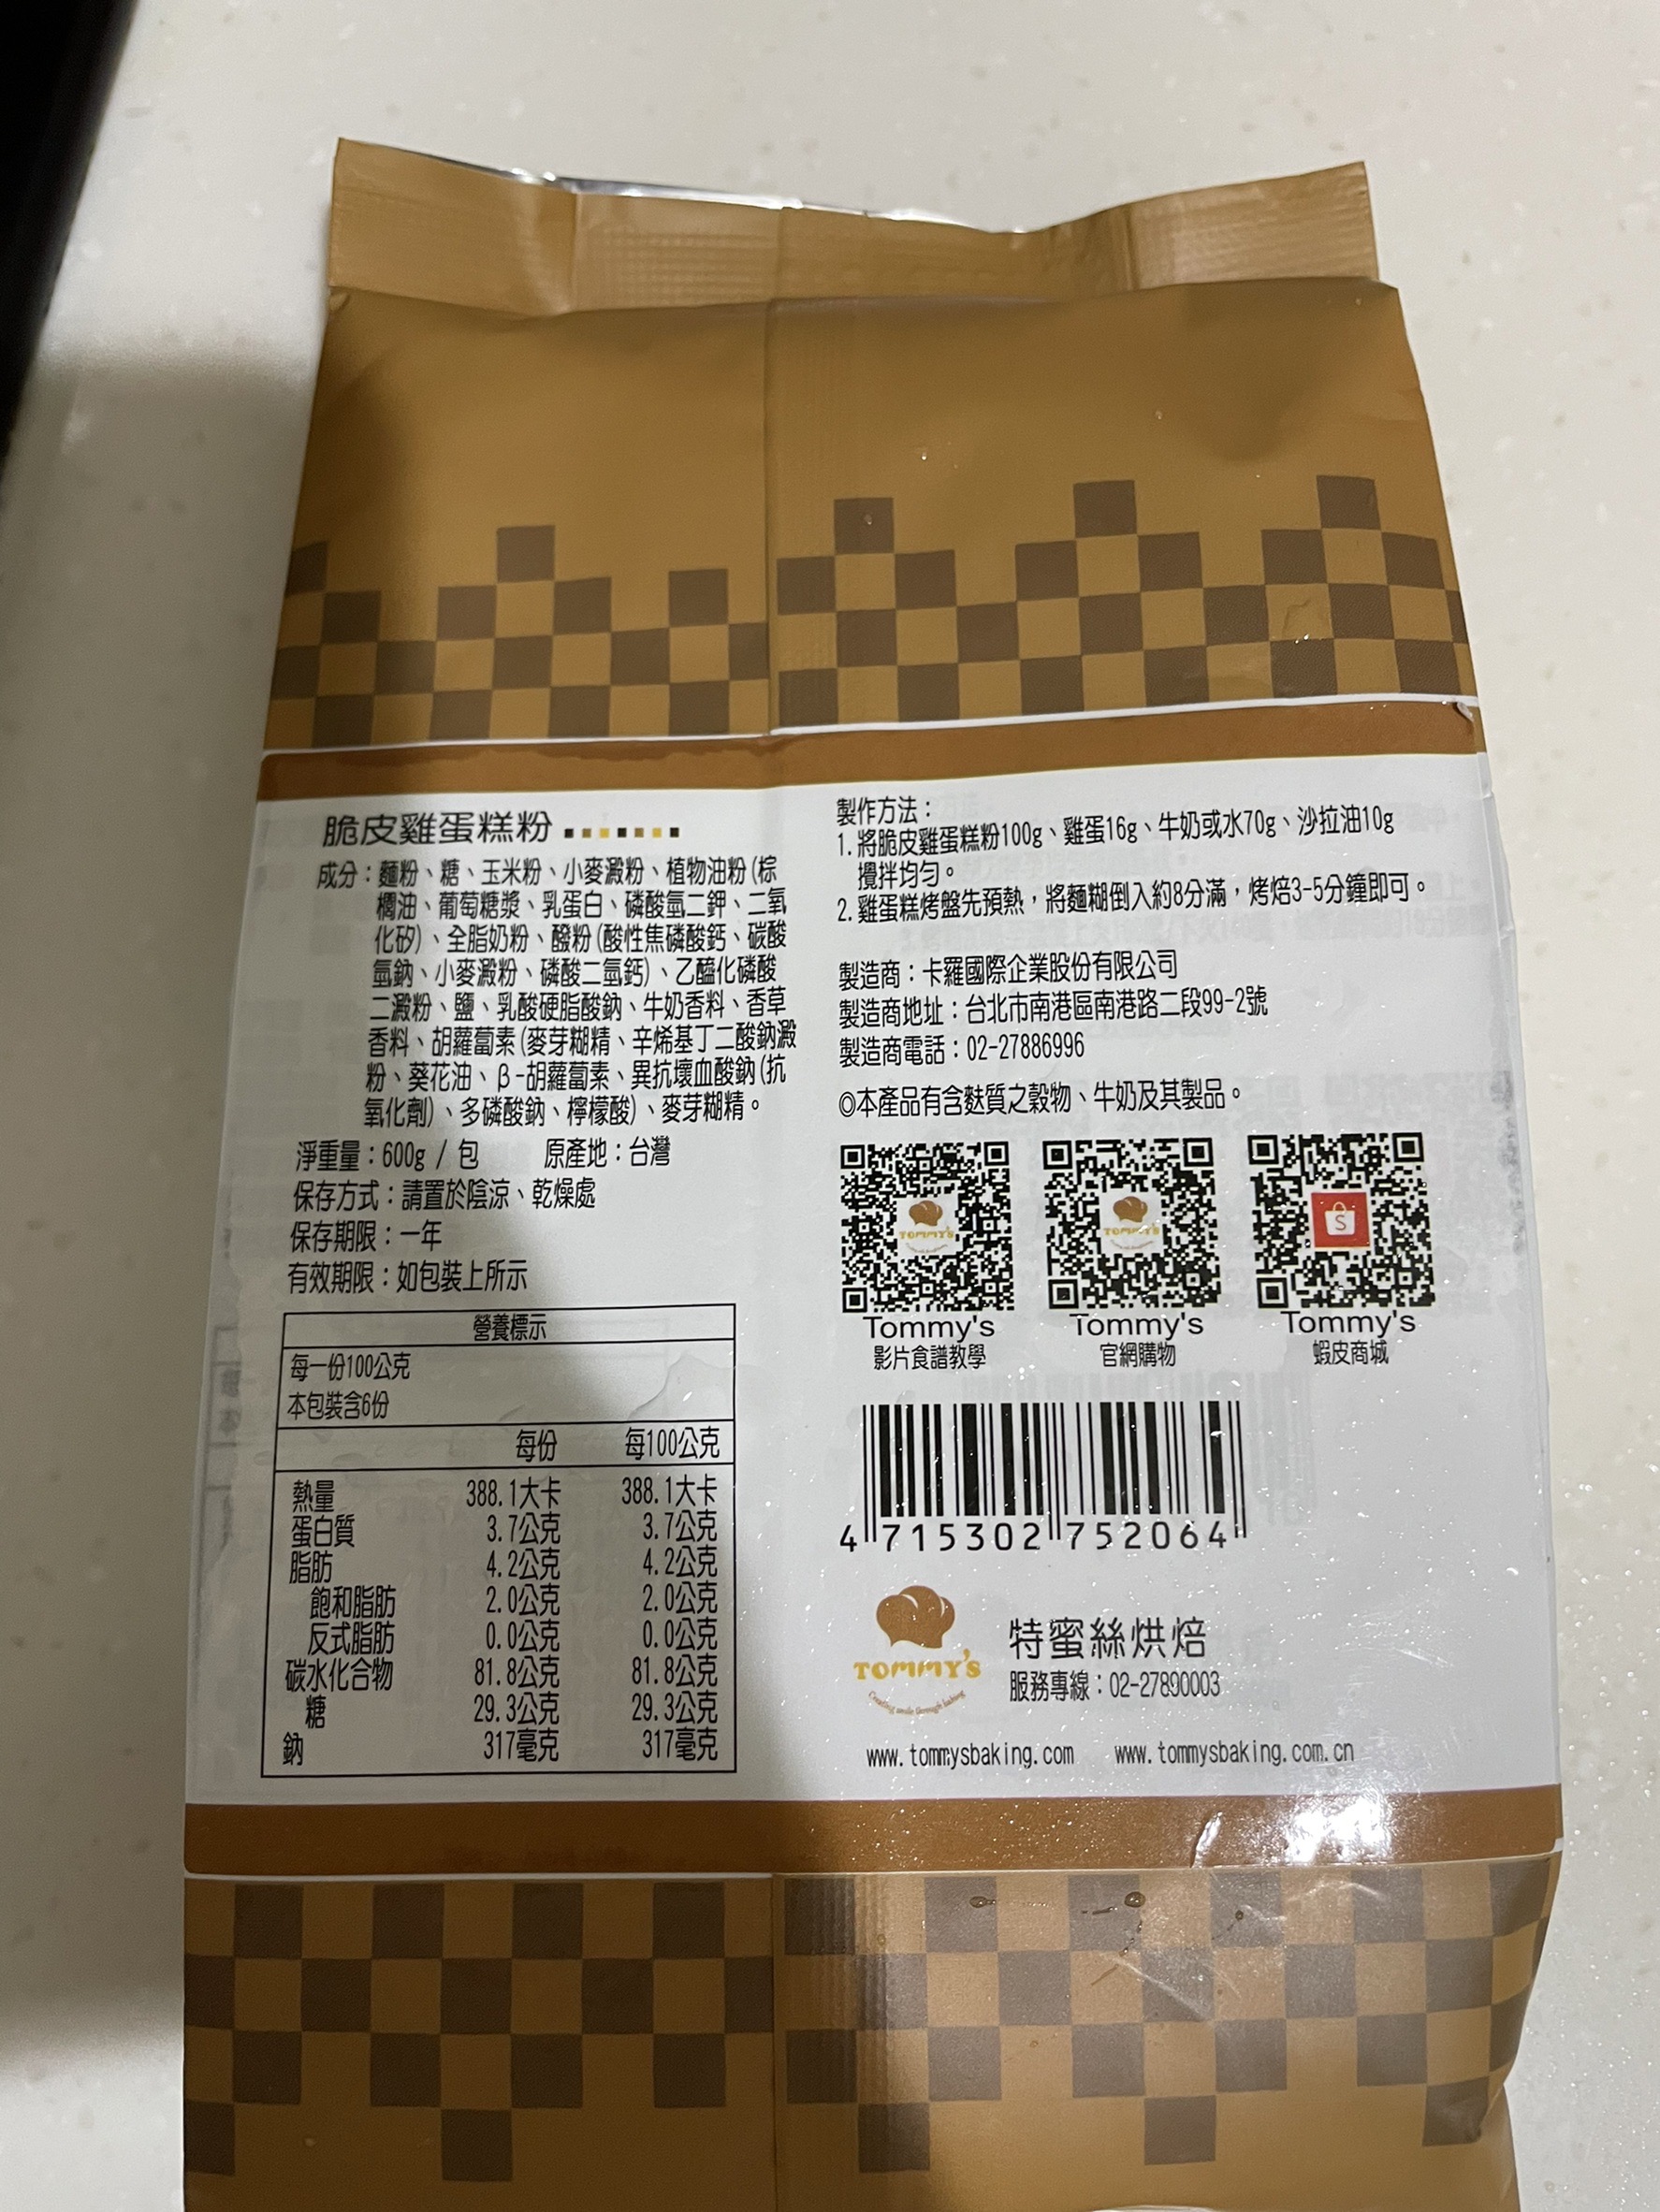 脆皮雞蛋糕粉
成分：麵粉、糖、玉米粉、小麥澱粉、植物油粉(棕
櫚油、葡萄糖漿、乳蛋白、磷酸氫二鉀、二氧
化矽)、全脂奶粉、醱粉(酸性焦磷酸鈣、碳酸
氫鈉、小麥澱粉、磷酸二氫鈣)、乙醯化磷酸
二澱粉、鹽、乳酸硬脂酸鈉、牛奶香料、香草
香料、胡蘿蔔素(麥芽糊精、辛烯基丁二酸鈉澱
粉、葵花油、β-胡蘿蔔素、異抗壞血酸鈉(抗
氧化劑)、多磷酸鈉、檸檬酸)、麥芽糊精。
淨重量：600g / 包 原產地：台灣
保存方式：請置於陰涼、乾燥處
保存期限：一年
有效期限：如包裝上所示
營養標示
每一份100公克
本包裝含6份
每份 每100公克
熱量 388.1大卡 388.1大卡
蛋白質 3.7公克 3.7公克
脂肪 4.2公克 4.2公克
飽和脂肪 2.0公克 2.0公克
反式脂肪 0.0公克 0.0公克
碳水化合物 81.8公克 81.8公克
糖 29.3公克 29.3公克
鈉 317毫克 317毫克
製作方法：
1.將脆皮雞蛋糕粉100g、雞蛋16g、牛奶或水70g、沙拉油10g
攪拌均勻。
2.雞蛋糕烤盤先預熱，將麵糊倒入約8分滿，烤焙3-5分鐘即可。
製造商：卡羅國際企業股份有限公司
製造商地址：台北市南港區南港路二段99-2號
製造商電話：02-27886996
◎本產品有含麩質之穀物、牛奶及其製品。
TOMMY'S TOMMY'S S
Tommy's Tommy's Tommy's
影片食譜教學 官網購物 蝦皮商城
4 715302 752064
TOMMY'S
Creating smile through baking
特蜜絲烘焙
服務專線：02-27890003
www.tommysbaking.com www.tommysbaking.com.cn